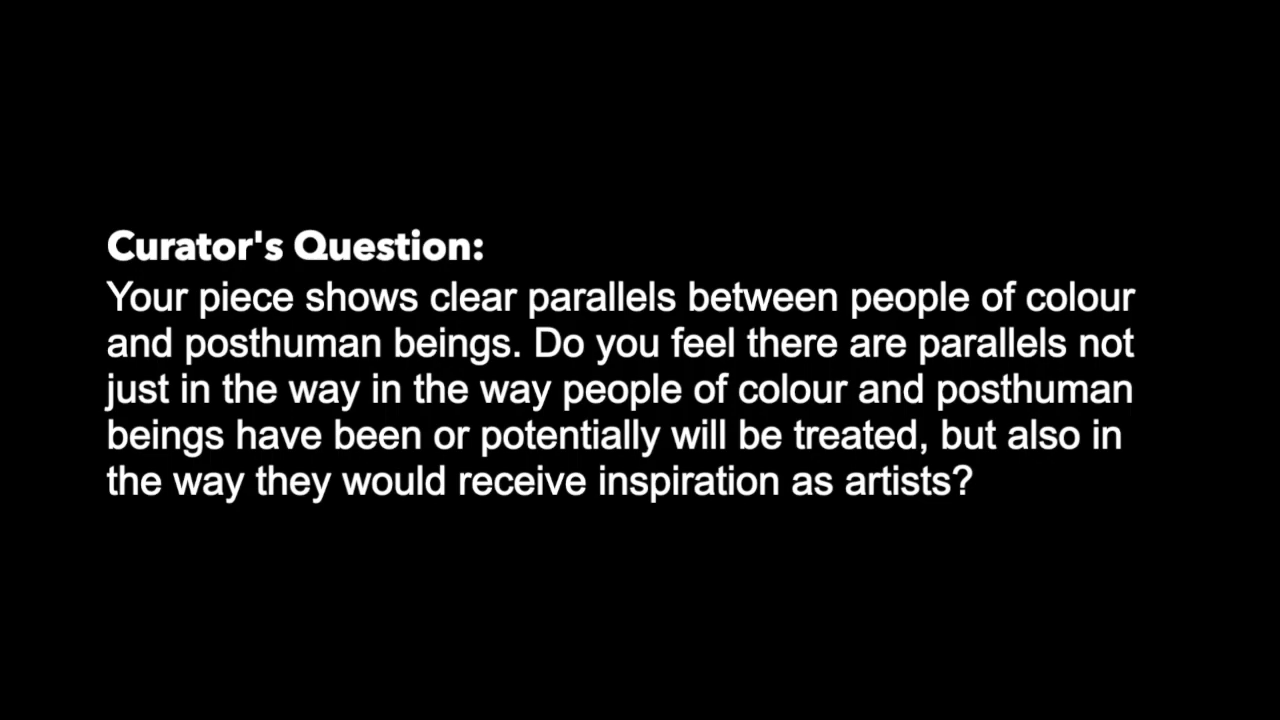 Curator's Question:
Your piece shows clear parallels between people of colour
and posthuman beings. Do you feel there are parallels not
just in the way in the way people of colour and posthuman
beings have been or potentially will be treated, but also in
the way they would receive inspiration as artists?